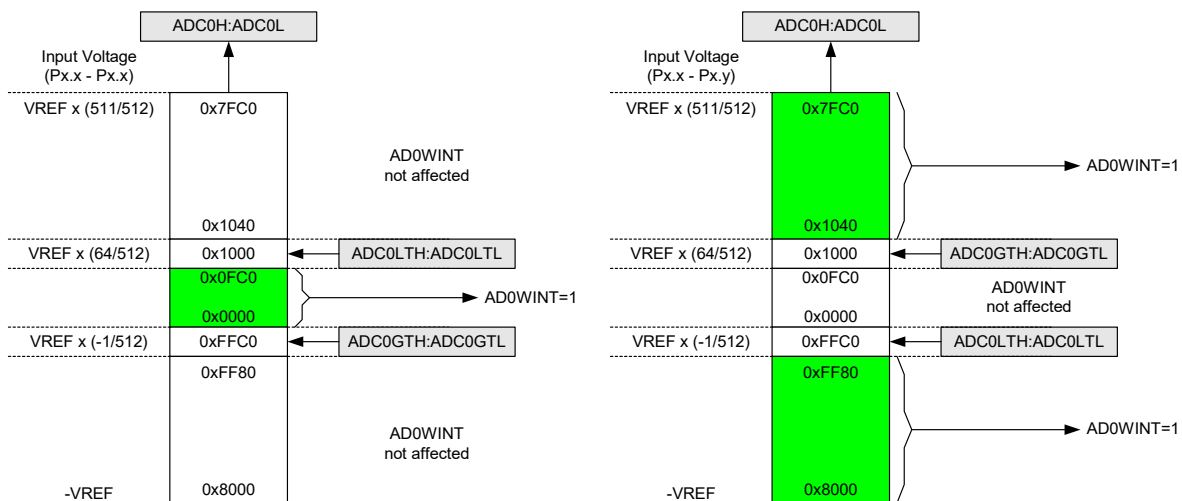 ADC0H:ADC0L
Input Voltage
(Px.x - Px.x)
VREF x (511/512)
0x7FC0
AD0WINT
not affected
0x1040
VREF x (64/512)
0x1000
ADC0LTH:ADC0LTL
0x0FC0
AD0WINT=1
0x0000
VREF x (-1/512)
0xFFC0
ADC0GTH:ADC0GTL
0xFF80
AD0WINT
not affected
-VREF
0x8000
ADC0H:ADC0L
Input Voltage
(Px.x - Px.y)
VREF x (511/512)
0x7FC0
AD0WINT=1
0x1040
VREF x (64/512)
0x1000
ADC0GTH:ADC0GTL
0x0FC0
AD0WINT
not affected
0x0000
VREF x (-1/512)
0xFFC0
ADC0LTH:ADC0LTL
0xFF80
AD0WINT=1
-VREF
0x8000